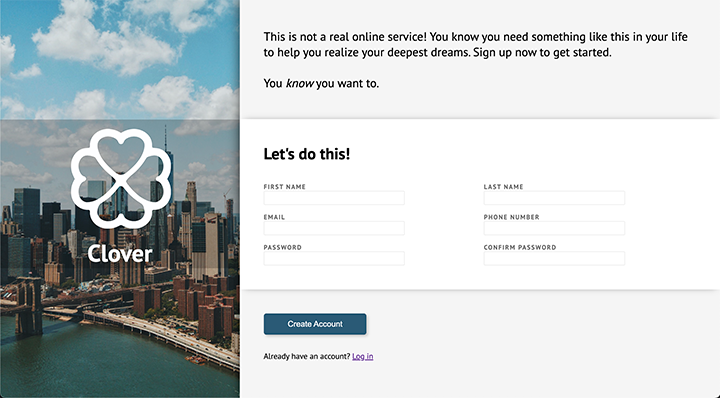 This is not a real online service! You know you need something like this in your life
to help you realize your deepest dreams. Sign up now to get started.
You know you want to.
Clover
Let's do this!
FIRST NAME
LAST NAME
EMAIL
PHONE NUMBER
PASSWORD
CONFIRM PASSWORD
Create Account
Already have an account? Log in